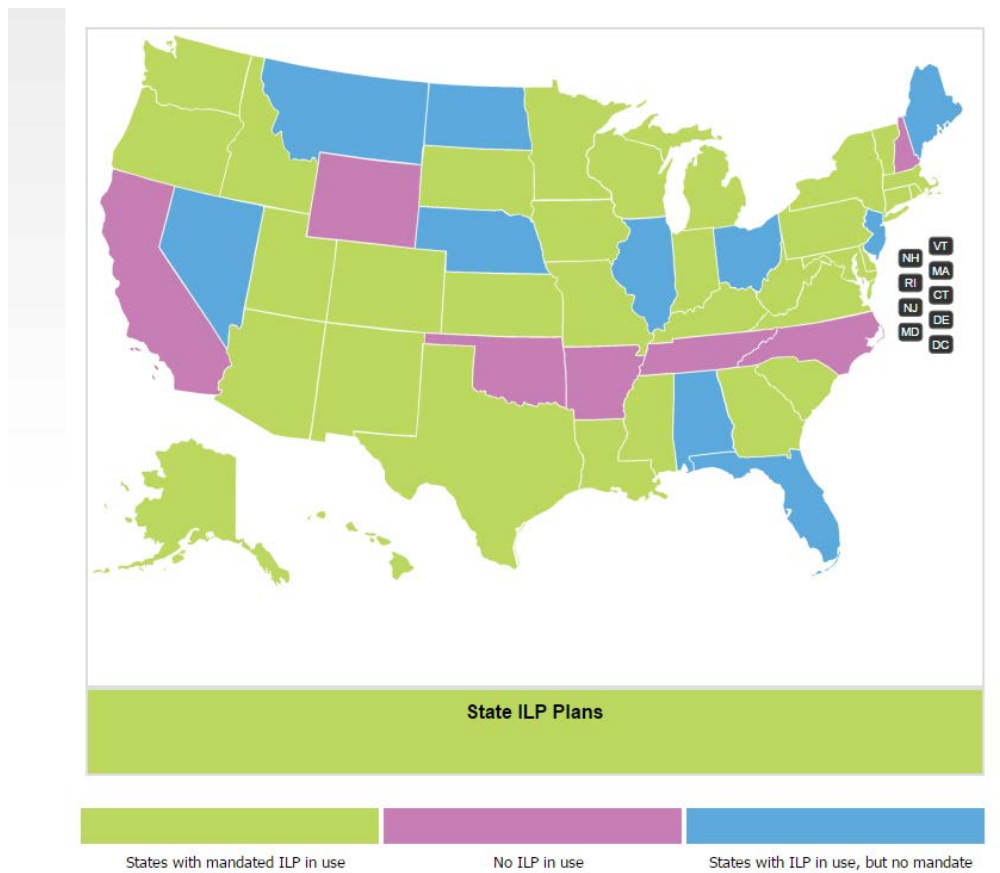 VT
NH
MA
RI
CT
NJ
DE
MD
DC
State ILP Plans
States with mandated ILP in use
No ILP in use
States with ILP in use, but no mandate